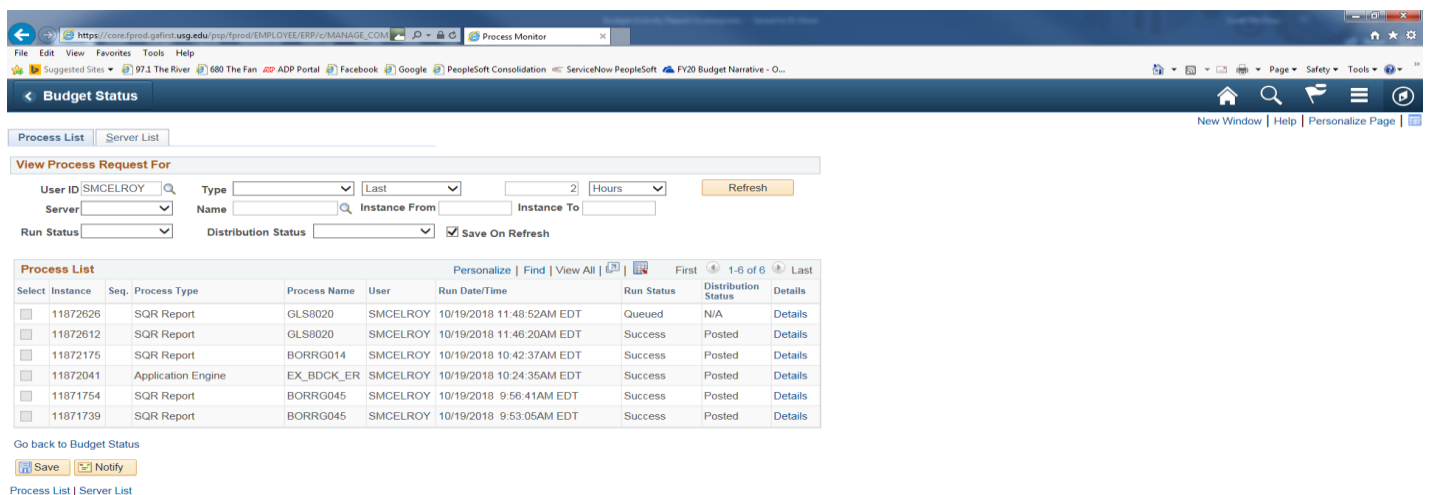 https://core.fprod.gafirst.usg.edu/psp/fprod/EMPLOYEE/ERP/c/MANAGE_COM Process Monitor
File Edit View Favorites Tools Help
Suggested Sites 97.1 The River 680 The Fan ADP Portal Facebook Google PeopleSoft Consolidation ServiceNow PeopleSoft FY20 Budget Narrative - O... Page Safety Tools
Budget Status
New Window | Help | Personalize Page |
Process List Server List
View Process Request For
User ID SMCELROY Type Last 2 Hours Refresh
Server Name Instance From Instance To
Run Status Distribution Status Save On Refresh
Process List Personalize | Find | View All | | First 1-6 of 6 Last
Select Instance Seq. Process Type Process Name User Run Date/Time Run Status Distribution Status Details
11872626 SQR Report GLS8020 SMCELROY 10/19/2018 11:48:52AM EDT Queued N/A Details
11872612 SQR Report GLS8020 SMCELROY 10/19/2018 11:46:20AM EDT Success Posted Details
11872175 SQR Report BORRG014 SMCELROY 10/19/2018 10:42:37AM EDT Success Posted Details
11872041 Application Engine EX_BDCK_ER SMCELROY 10/19/2018 10:24:35AM EDT Success Posted Details
11871754 SQR Report BORRG045 SMCELROY 10/19/2018 9:56:41AM EDT Success Posted Details
11871739 SQR Report BORRG045 SMCELROY 10/19/2018 9:53:05AM EDT Success Posted Details
Go back to Budget Status
Save Notify
Process List | Server List